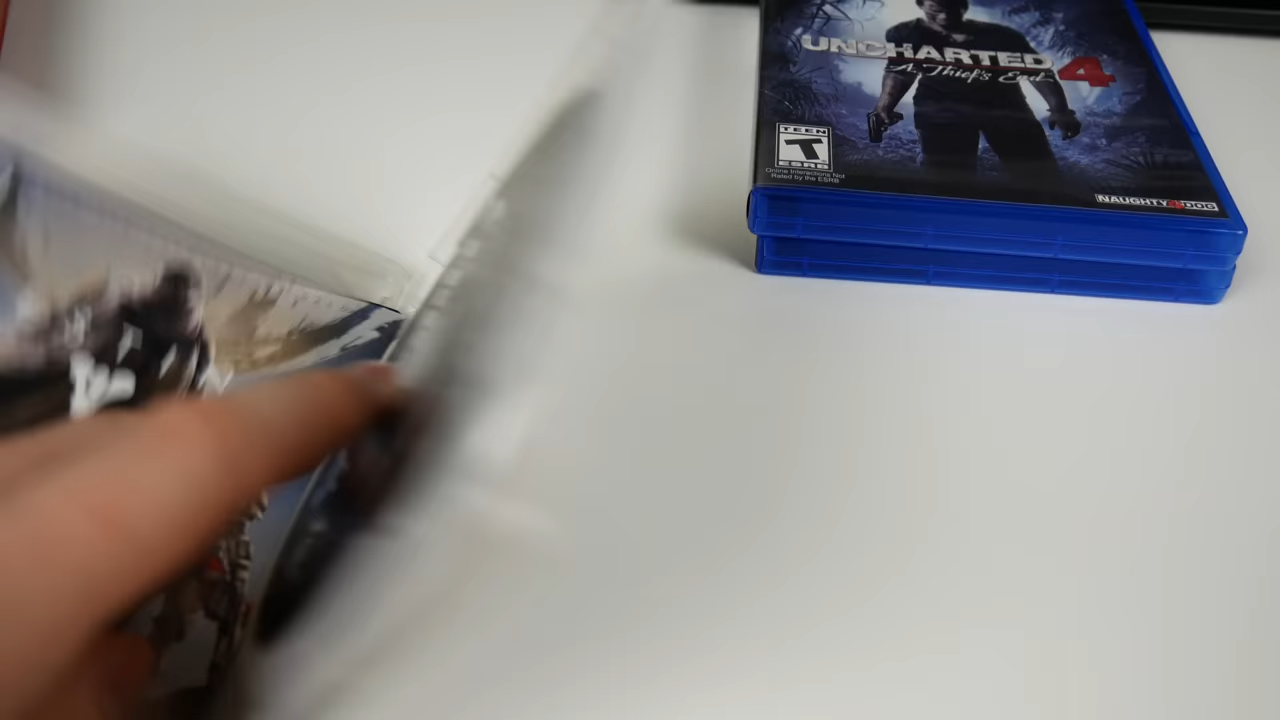 UNCHARTED 4
A Thief's End
TEEN
T
ESRB
Online Interactions Not
Rated by the ESRB
NAUGHTY DOG